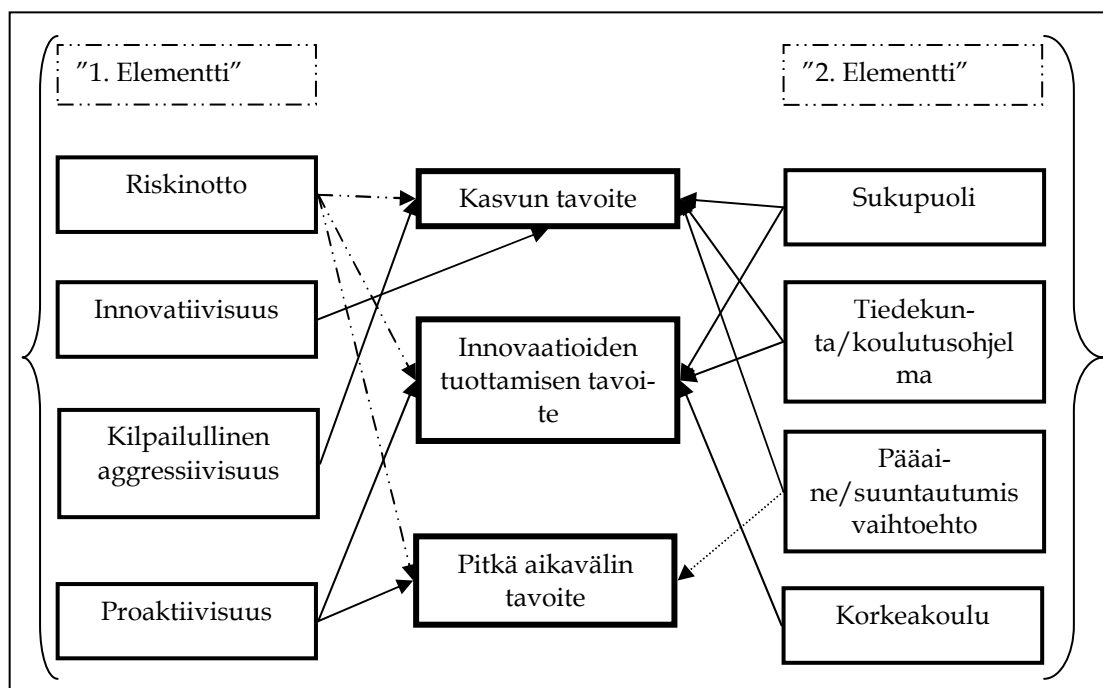 ”1. Elementti”
Riskinotto
Innovatiivisuus
Kilpailullinen
aggressiivisuus
Proaktiivisuus
Kasvun tavoite
Innovaatioiden
tuottamisen tavoi-
te
Pitkä aikavälin
tavoite
”2. Elementti”
Sukupuoli
Tiedekun-
ta/koulutusohjel
ma
Pääai-
ne/suuntautumis
vaihtoehto
Korkeakoulu